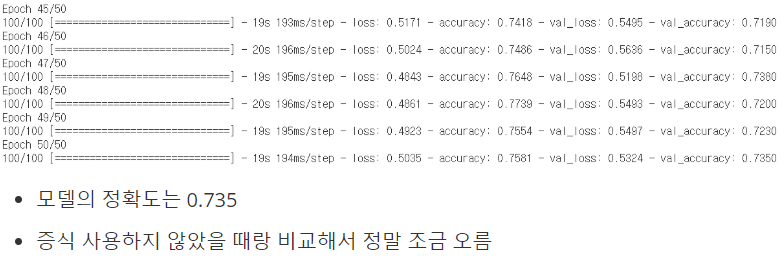 Epoch 45/50
100/100 [==============================] - 19s 193ms/step - loss: 0.5171 - accuracy: 0.7418 - val_loss: 0.5495 - val_accuracy: 0.7190
Epoch 46/50
100/100 [==============================] - 20s 196ms/step - loss: 0.5024 - accuracy: 0.7486 - val_loss: 0.5636 - val_accuracy: 0.7150
Epoch 47/50
100/100 [==============================] - 19s 195ms/step - loss: 0.4843 - accuracy: 0.7648 - val_loss: 0.5198 - val_accuracy: 0.7380
Epoch 48/50
100/100 [==============================] - 20s 196ms/step - loss: 0.4861 - accuracy: 0.7739 - val_loss: 0.5493 - val_accuracy: 0.7200
Epoch 49/50
100/100 [==============================] - 19s 195ms/step - loss: 0.4923 - accuracy: 0.7554 - val_loss: 0.5497 - val_accuracy: 0.7230
Epoch 50/50
100/100 [==============================] - 19s 194ms/step - loss: 0.5035 - accuracy: 0.7581 - val_loss: 0.5324 - val_accuracy: 0.7350
• 모델의 정확도는 0.735
• 증식 사용하지 않았을 때랑 비교해서 정말 조금 오름